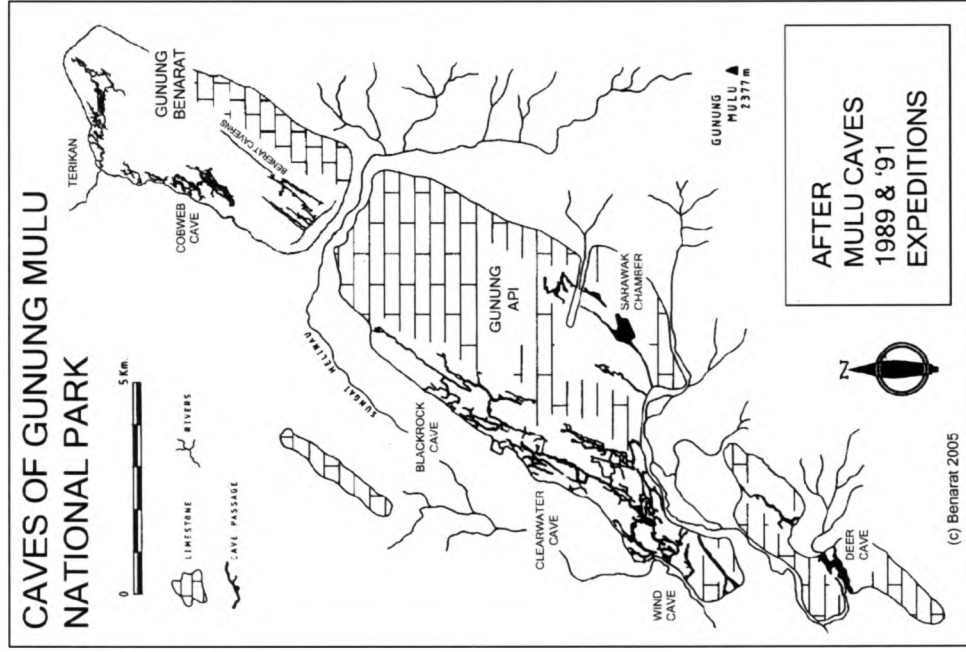 CAVES OF GUNUNG MULU
NATIONAL PARK
0
5 Km.
LIMESTONE
RIVERS
CAVE PASSAGE
TERIKAN
GUNUNG
BENARAT
COBWEB
CAVE
BENERAT CAVERNS
SUNGAI MELINAU
GUNUNG
MULU
2377m
BLACKROCK
CAVE
GUNUNG
API
SARAWAK
CHAMBER
CLEARWATER
CAVE
WIND
CAVE
DEER
CAVE
N
AFTER
MULU CAVES
1989 & '91
EXPEDITIONS
(c) Benarat 2005